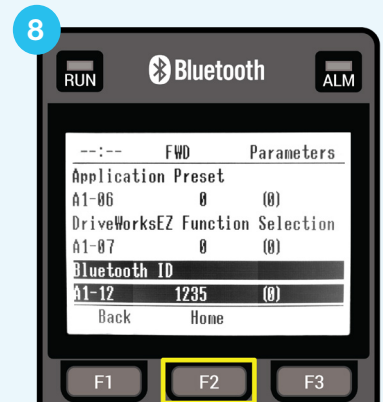 8
RUN Bluetooth ALM
--:-- FWD Parameters
Application Preset
A1-06 0 (0)
DriveWorksEZ Function Selection
A1-07 0 (0)
Bluetooth ID
A1-12 1235 (0)
Back Home
F1 F2 F3